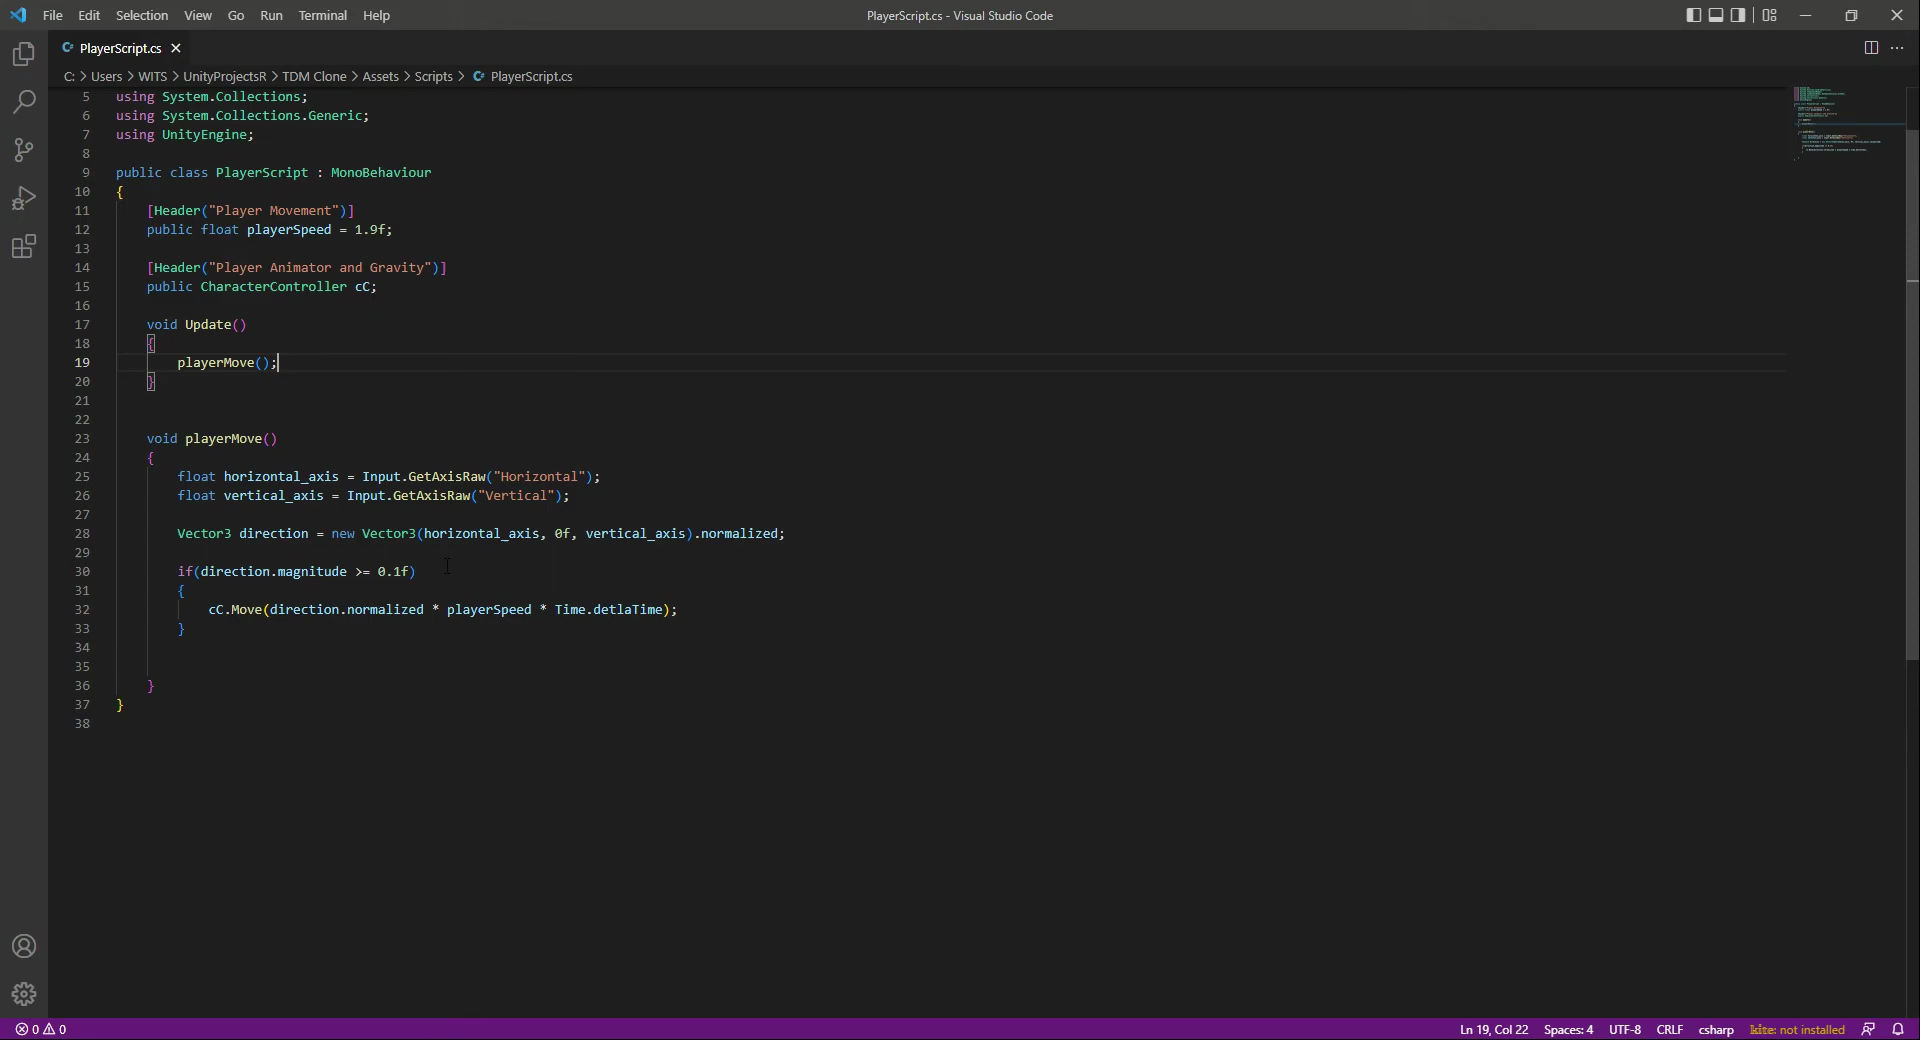 File Edit Selection View Go Run Terminal Help PlayerScript.cs - Visual Studio Code
PlayerScript.cs
C: > Users > WITS > UnityProjectsR > TDM Clone > Assets > Scripts > PlayerScript.cs
5 using System.Collections;
6 using System.Collections.Generic;
7 using UnityEngine;
8
9 public class PlayerScript : MonoBehaviour
10 {
11 [Header("Player Movement")]
12 public float playerSpeed = 1.9f;
13
14 [Header("Player Animator and Gravity")]
15 public CharacterController cC;
16
17 void Update()
18 {
19 playerMove();
20 }
21
22
23 void playerMove()
24 {
25 float horizontal_axis = Input.GetAxisRaw("Horizontal");
26 float vertical_axis = Input.GetAxisRaw("Vertical");
27
28 Vector3 direction = new Vector3(horizontal_axis, 0f, vertical_axis).normalized;
29
30 if(direction.magnitude >= 0.1f)
31 {
32 cC.Move(direction.normalized * playerSpeed * Time.detlaTime);
33 }
34
35
36 }
37 }
38
0 0 Ln 19, Col 22 Spaces: 4 UTF-8 CRLF csharp kite: not installed